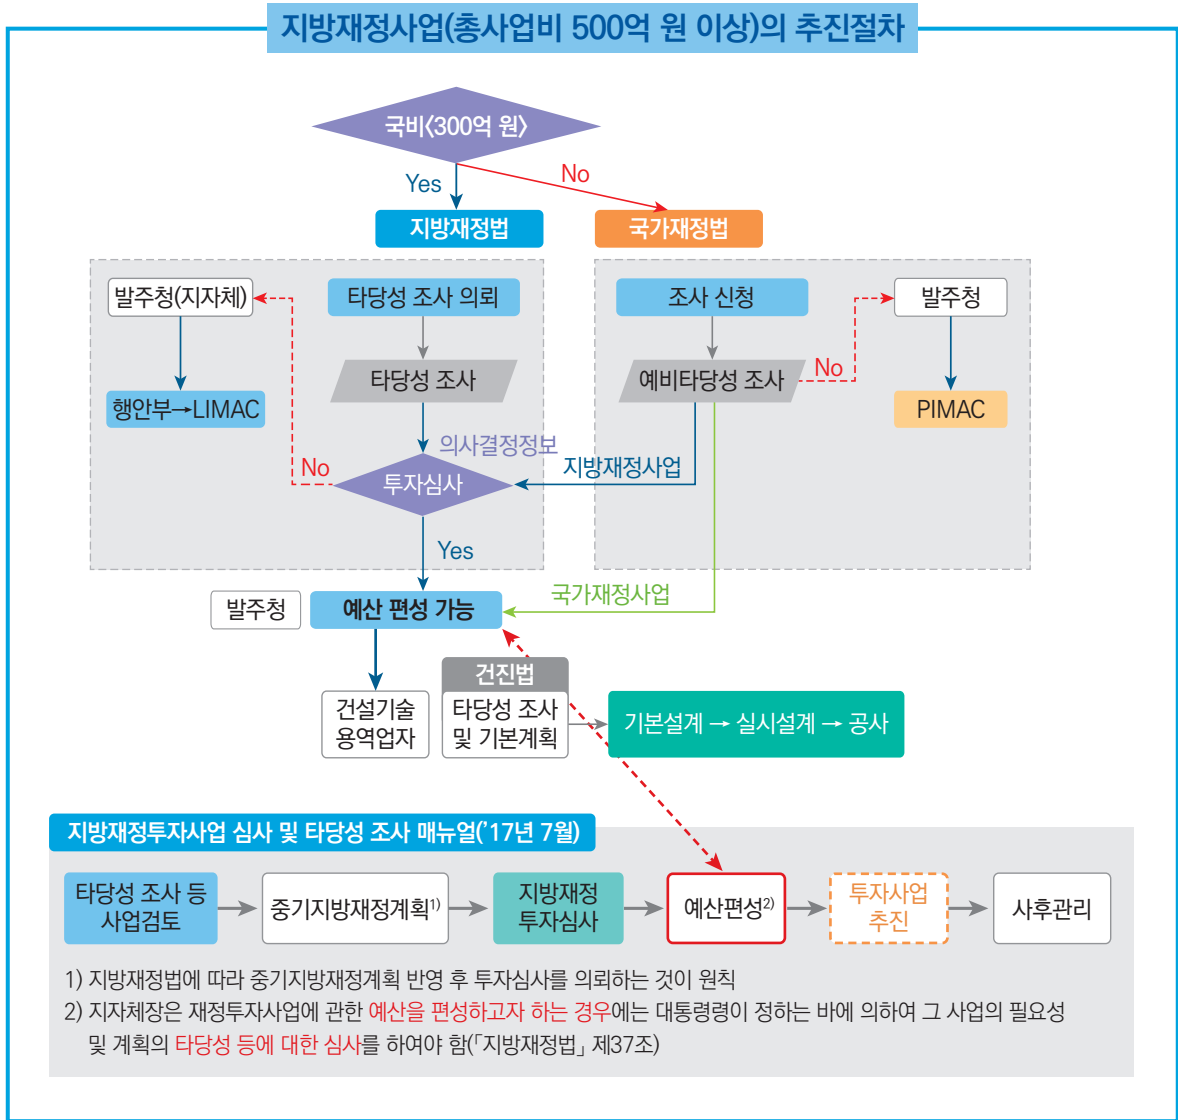 지방재정사업(총사업비 500억 원 이상)의 추진절차
국비〈300억 원〉
Yes
No
지방재정법
국가재정법
발주청(지자체)
타당성 조사 의뢰
조사 신청
발주청
타당성 조사
예비타당성 조사
No
행안부→LIMAC
PIMAC
의사결정정보
지방재정사업
No
투자심사
Yes
국가재정사업
발주청
예산 편성 가능
건진법
건설기술
용역업자
타당성 조사
및 기본계획
기본설계 → 실시설계 → 공사
지방재정투자사업 심사 및 타당성 조사 매뉴얼('17년 7월)
타당성 조사 등
사업검토
중기지방재정계획1)
지방재정
투자심사
예산편성2)
투자사업
추진
사후관리
1) 지방재정법에 따라 중기지방재정계획 반영 후 투자심사를 의뢰하는 것이 원칙
2) 지자체장은 재정투자사업에 관한 예산을 편성하고자 하는 경우에는 대통령령이 정하는 바에 의하여 그 사업의 필요성
및 계획의 타당성 등에 대한 심사를 하여야 함(「지방재정법」 제37조)